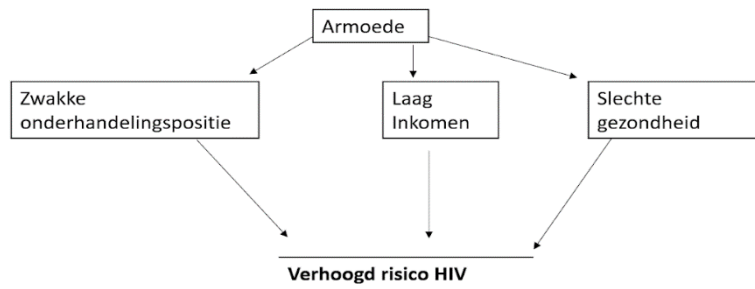 Armoede
Zwakke
onderhandelingspositie
Laag
Inkomen
Slechte
gezondheid
Verhoogd risico HIV